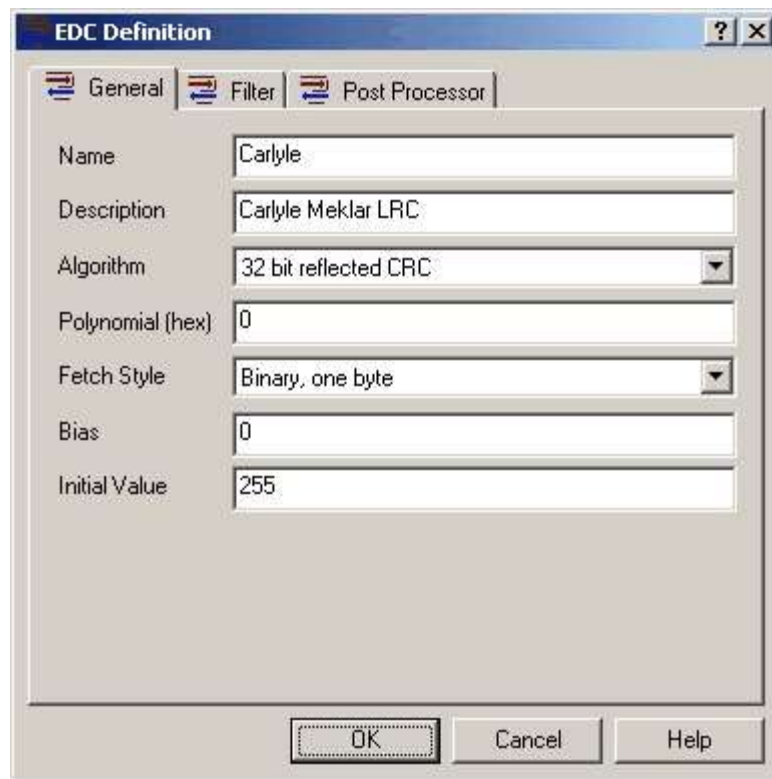 EDC Definition
General Filter Post Processor
Name Carlyle
Description Carlyle Meklar LRC
Algorithm 32 bit reflected CRC
Polynomial (hex) 0
Fetch Style Binary, one byte
Bias 0
Initial Value 255
OK Cancel Help